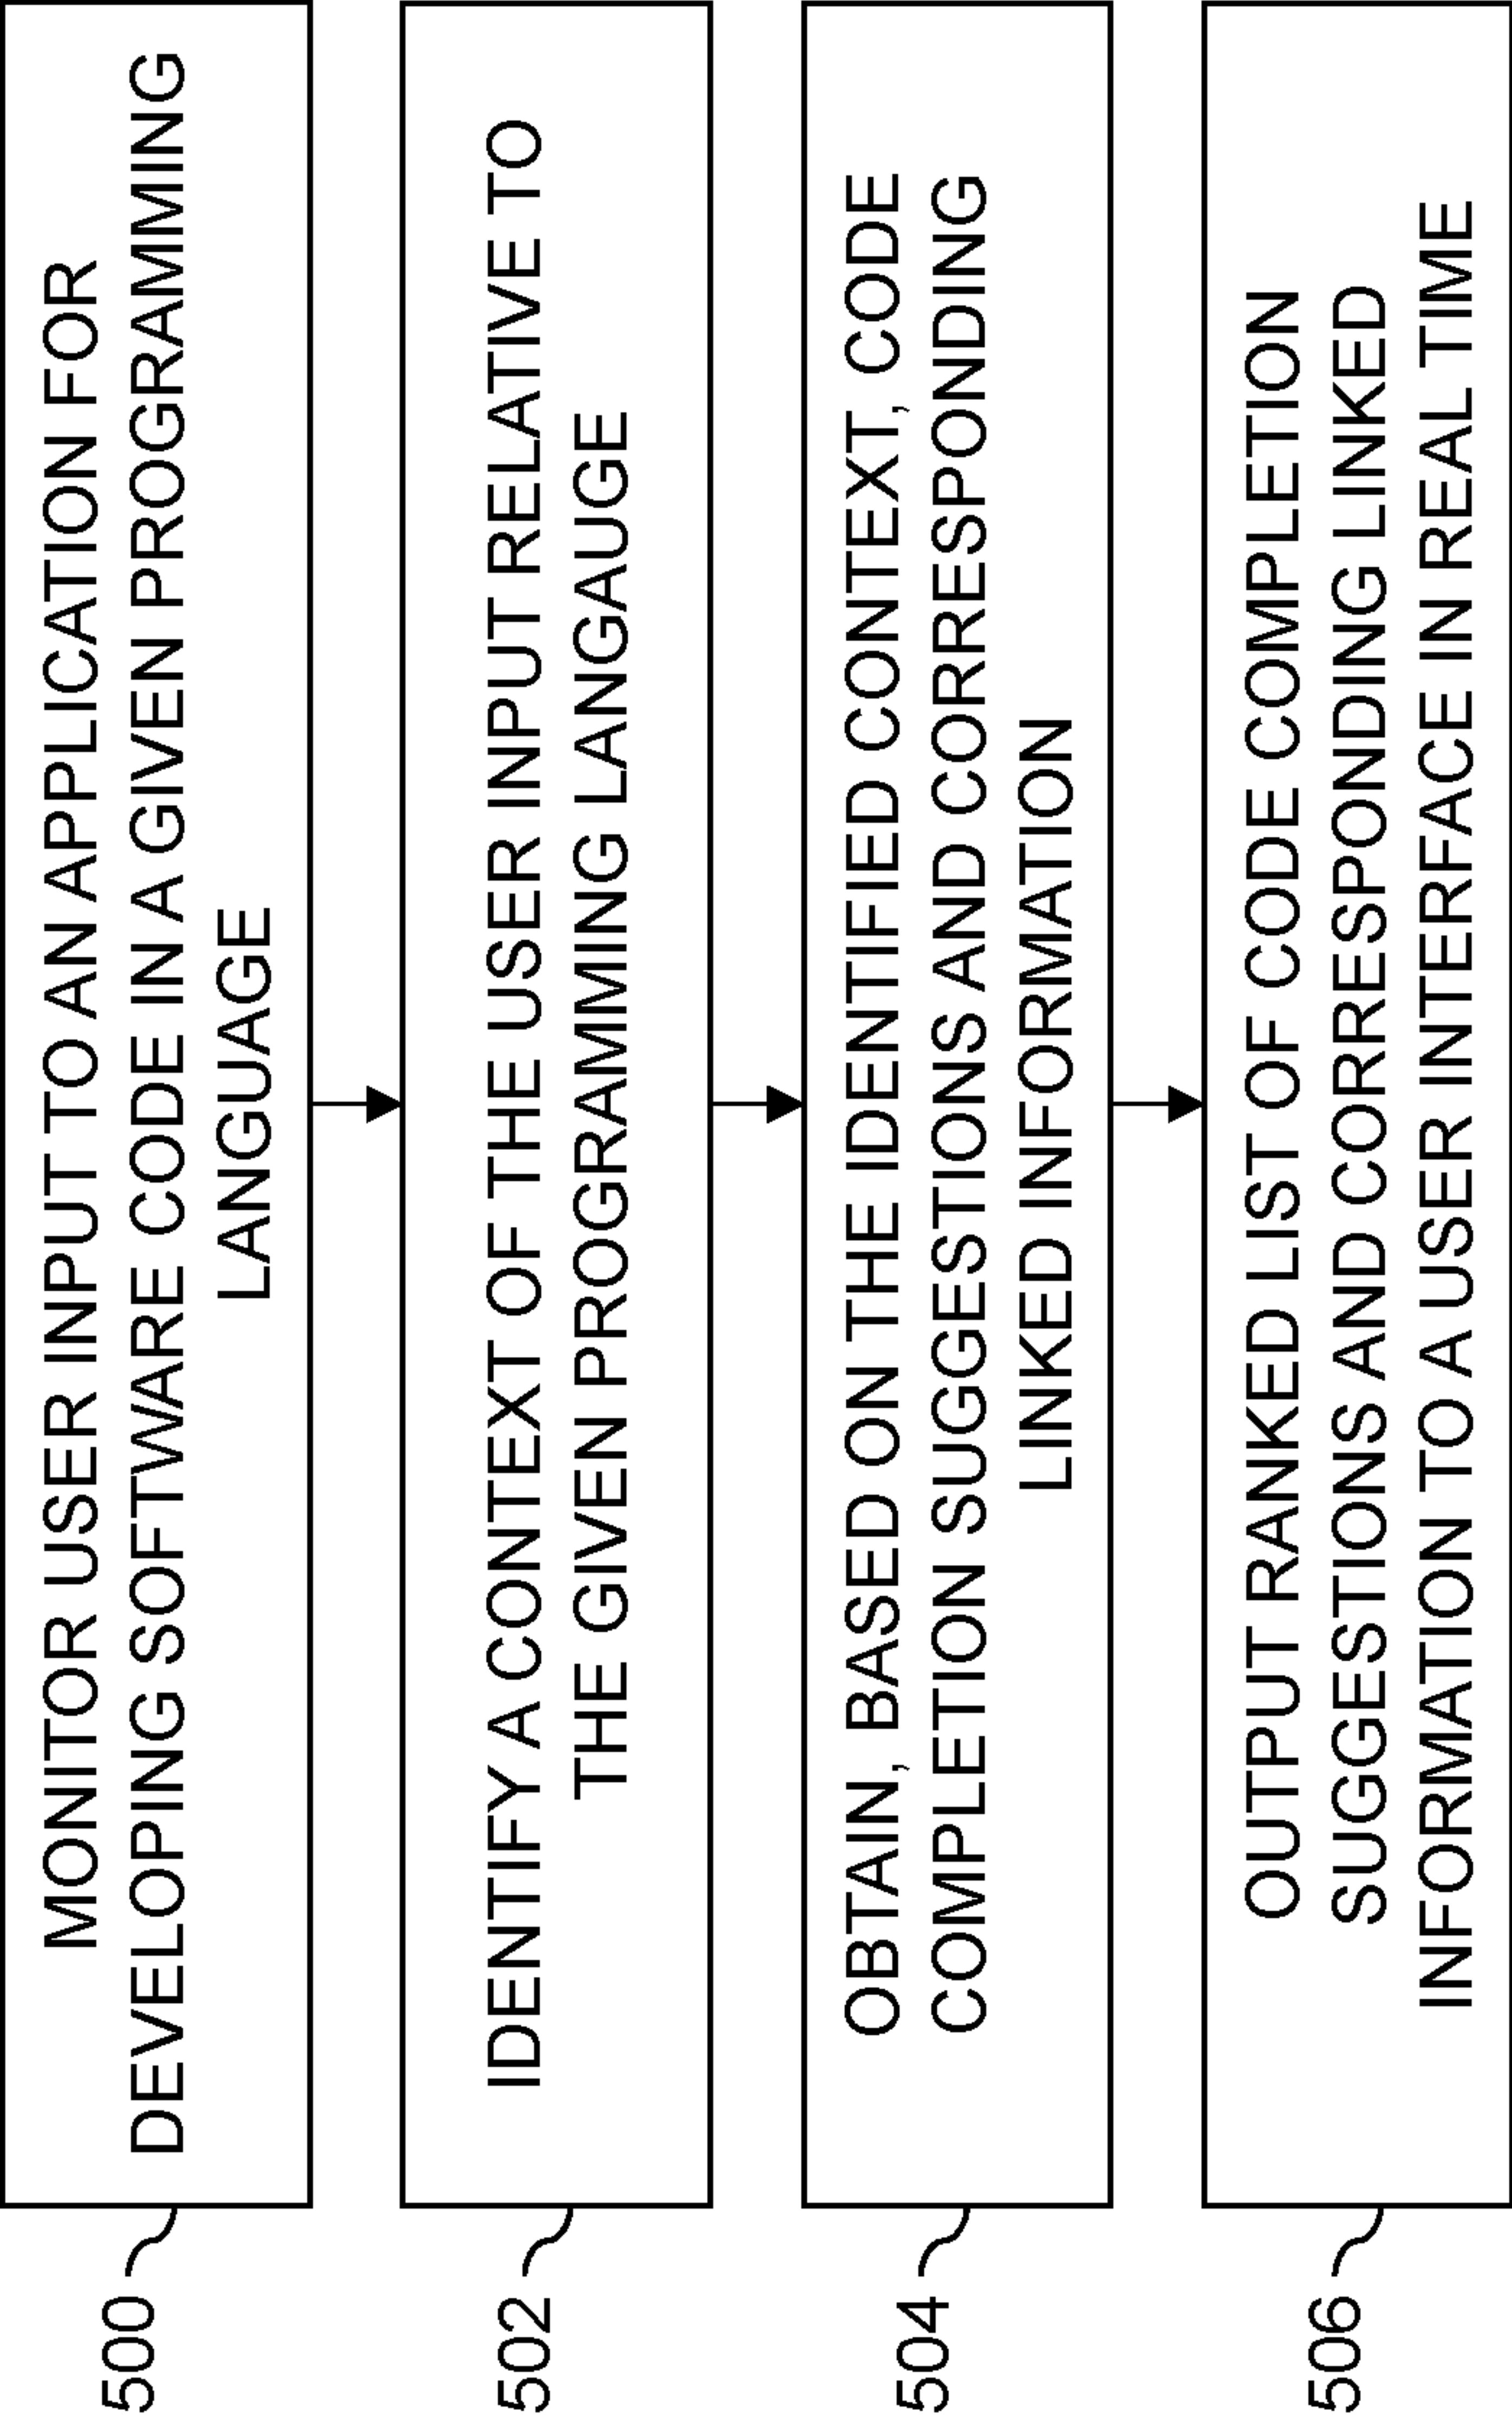 MONITOR USER INPUT TO AN APPLICATION FOR
DEVELOPING SOFTWARE CODE IN A GIVEN PROGRAMMING
LANGUAGE
500
IDENTIFY A CONTEXT OF THE USER INPUT RELATIVE TO
THE GIVEN PROGRAMMING LANGAUGE
502
OBTAIN, BASED ON THE IDENTIFIED CONTEXT, CODE
COMPLETION SUGGESTIONS AND CORRESPONDING
LINKED INFORMATION
504
OUTPUT RANKED LIST OF CODE COMPLETION
SUGGESTIONS AND CORRESPONDING LINKED
INFORMATION TO A USER INTERFACE IN REAL TIME
506